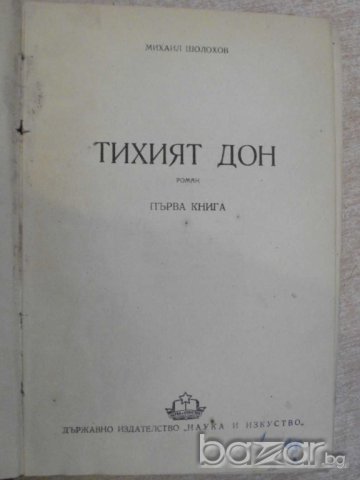 МИХАИЛ ШОЛОХОВ
ТИХИЯТ ДОН
РОМАН
ПЪРВА КНИГА
ДЪРЖАВНО ИЗДАТЕЛСТВО „НАУКА И ИЗКУСТВО„
bazar.bg